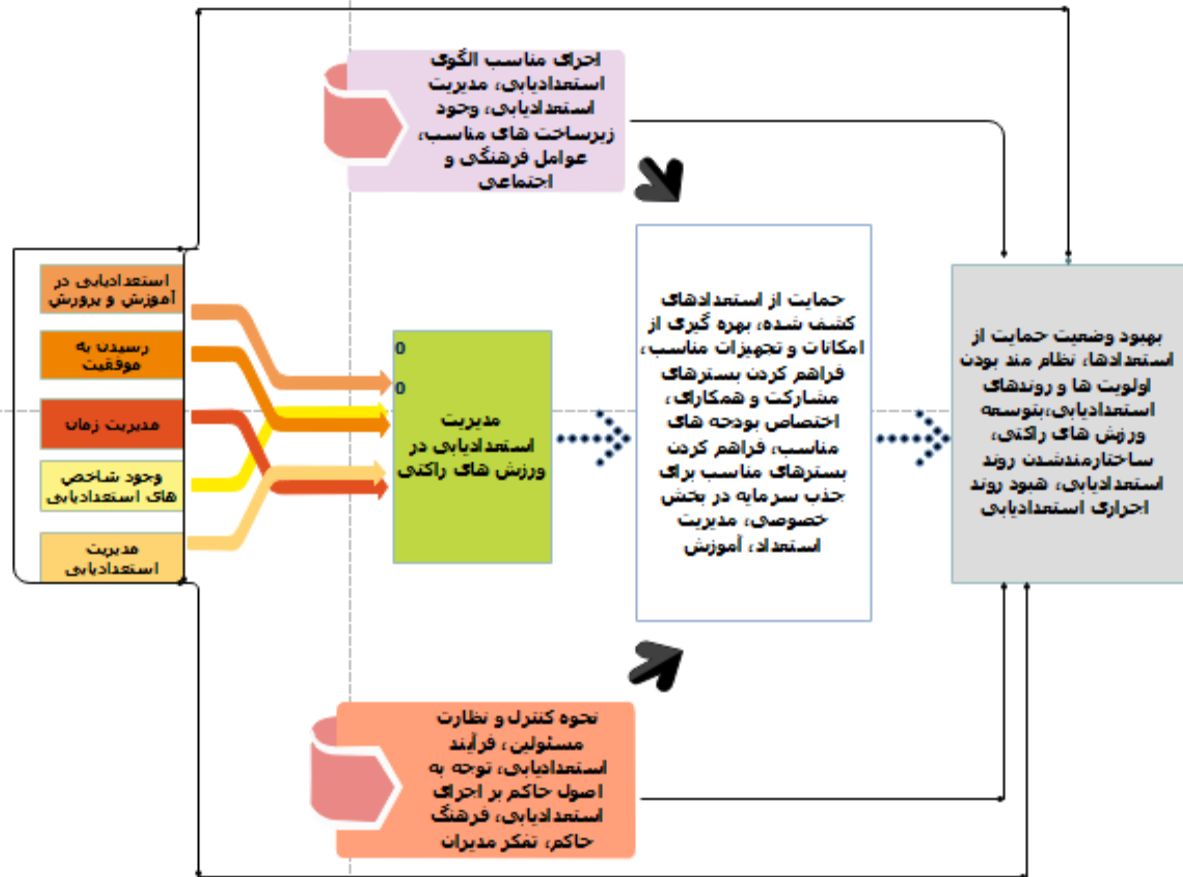 اجرای مناسب الگوی
استعدادیابی، مدیریت
استعدادیابی، وجود
زیرساخت های مناسب،
عوامل فرهنگی و
اجتماعی
استعدادیابی در
آموزش و پرورش
رسیدن به
موفقیت
مدیریت زمان
وجود شاخص
های استعدادیابی
مدیریت
استعدادیابی
0
0
مدیریت
استعدادیابی در
ورزش های راکتی
حمایت از استعدادهای
کشف شده، بهره گیری از
امکانات و تجهیزات مناسب،
فراهم کردن بسترهای
مشارکت و همکارای،
اختصاص بودجه های
مناسب، فراهم کردن
بسترهای مناسب برای
جذب سرمایه در بخش
خصوصی، مدیریت
استعداد، آموزش
بهبود وضعیت حمایت از
استعدادها، نظام مند بودن
اولویت ها و روندهای
استعدادیابی،بتوسعه
ورزش های راکتی،
ساختارمندشدن روند
استعدادیابی، هبود روند
اجراری استعدادیابی
نحوه کنترل و نظارت
مسئولین، فرآیند
استعدادیابی، توجه به
اصول حاکم بر اجرای
استعدادیابی، فرهنگ
حاکم، تفکر مدیران